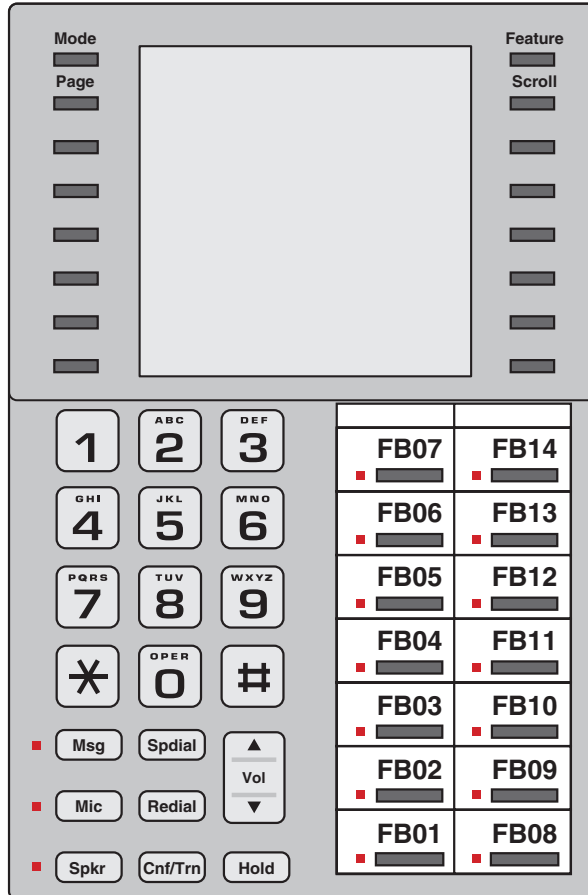 Mode
Feature
Page
Scroll
1
ABC
2
DEF
3
GHI
4
JKL
5
MNO
6
PQRS
7
TUV
8
WXYZ
9
*
OPER
0
#
Msg
Spdial
▲
Vol
▼
Mic
Redial
Spkr
Cnf/Trn
Hold
FB07
FB14
FB06
FB13
FB05
FB12
FB04
FB11
FB03
FB10
FB02
FB09
FB01
FB08